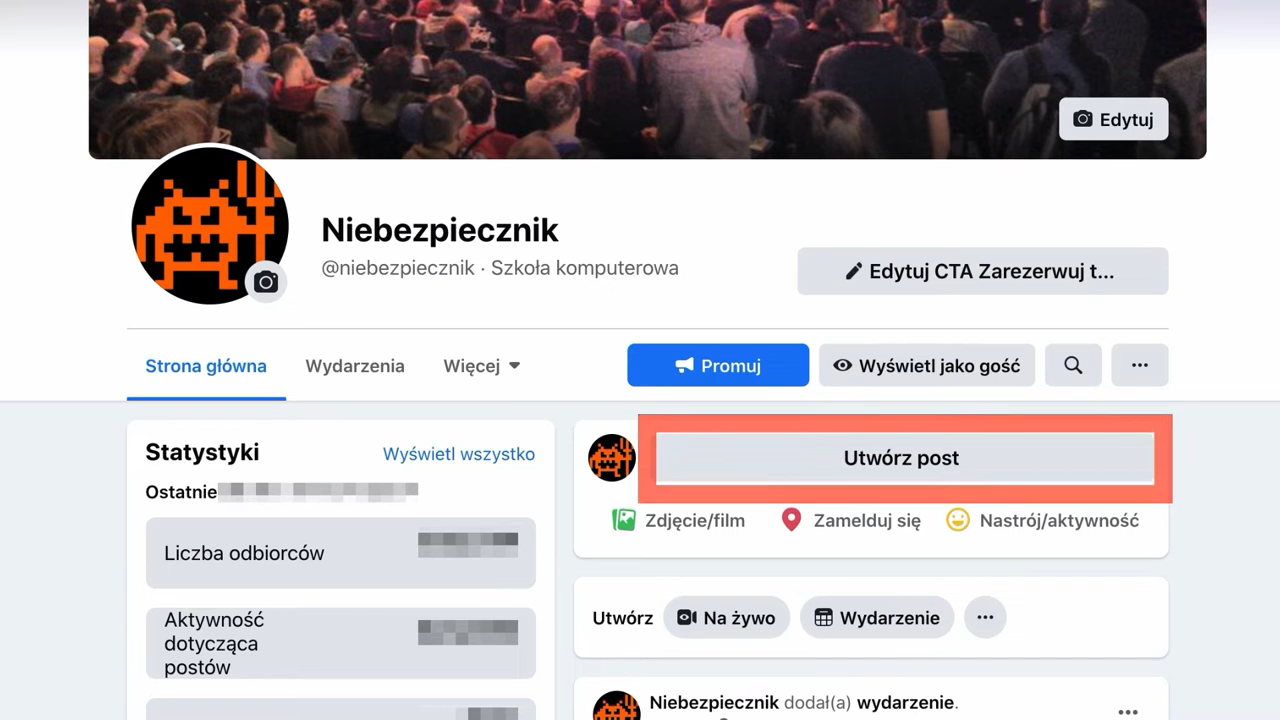 Edytuj
Niebezpiecznik
@niebezpiecznik · Szkoła komputerowa
Edytuj CTA Zarezerwuj t...
Strona główna
Wydarzenia
Więcej
Promuj
Wyświetl jako gość
Statystyki
Wyświetl wszystko
Ostatnie
Liczba odbiorców
Aktywność
dotycząca
postów
Utwórz post
Zdjęcie/film
Zamelduj się
Nastrój/aktywność
Utwórz
Na żywo
Wydarzenie
Niebezpiecznik dodał(a) wydarzenie.